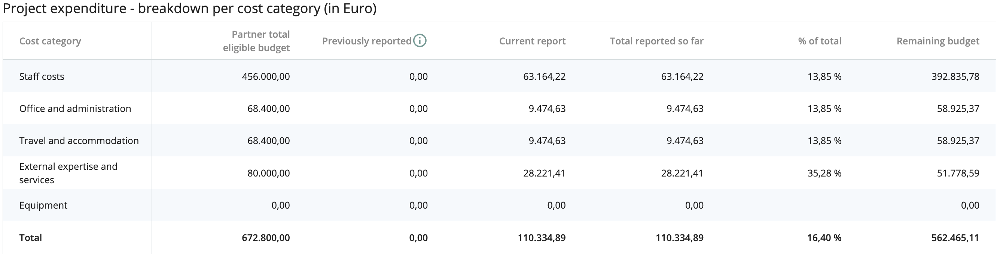 Project expenditure - breakdown per cost category (in Euro)
Cost category Partner total eligible budget Previously reported Current report Total reported so far % of total Remaining budget
Staff costs 456.000,00 0,00 63.164,22 63.164,22 13,85 % 392.835,78
Office and administration 68.400,00 0,00 9.474,63 9.474,63 13,85 % 58.925,37
Travel and accommodation 68.400,00 0,00 9.474,63 9.474,63 13,85 % 58.925,37
External expertise and services 80.000,00 0,00 28.221,41 28.221,41 35,28 % 51.778,59
Equipment 0,00 0,00 0,00 0,00 0,00
Total 672.800,00 0,00 110.334,89 110.334,89 16,40 % 562.465,11